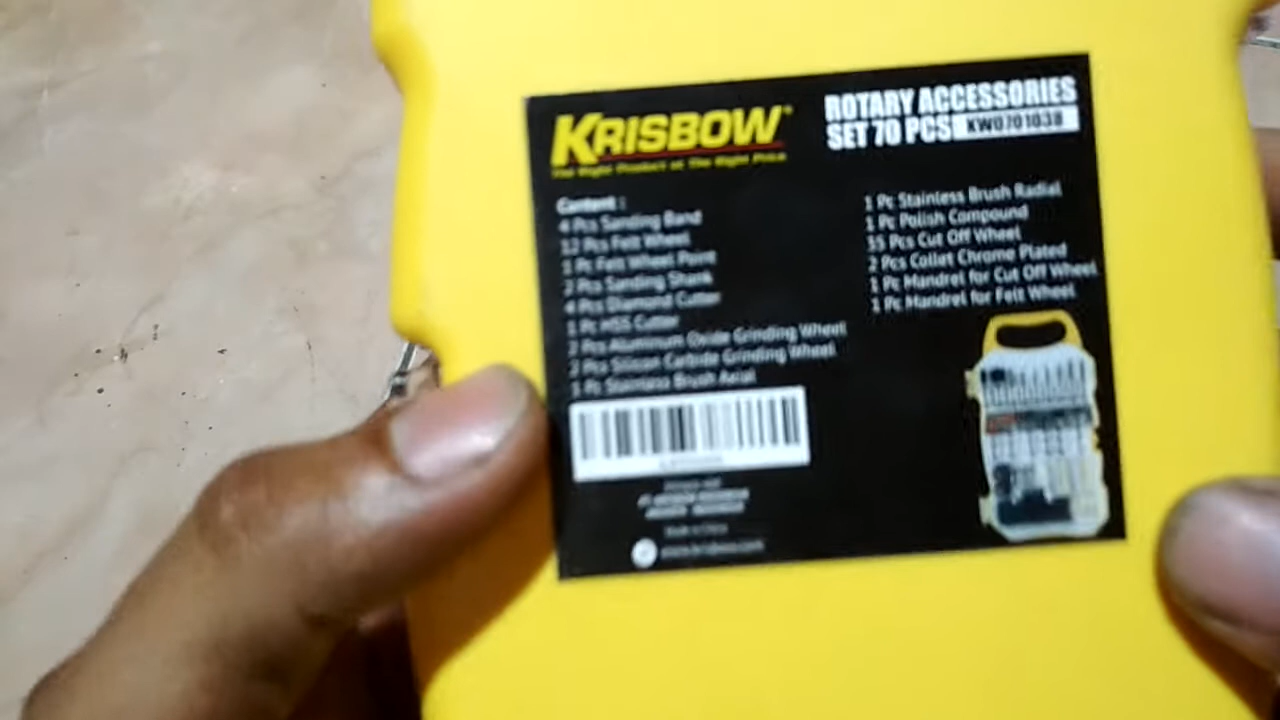 KRISBOW
The Right Product at The Right Price
ROTARY ACCESSORIES
SET 70 PCS KW0701038
Content :
4 Pcs Sanding Band
12 Pcs Felt Wheel
1 Pc Felt Wheel Point
2 Pcs Sanding Shank
4 Pcs Diamond Cutter
1 Pc HSS Cutter
2 Pcs Aluminum Oxide Grinding Wheel
2 Pcs Silicon Carbide Grinding Wheel
1 Pc Stainless Brush Axial
1 Pc Stainless Brush Radial
1 Pc Polish Compound
35 Pcs Cut Off Wheel
2 Pcs Collet Chrome Plated
1 Pc Mandrel for Cut Off Wheel
1 Pc Mandrel for Felt Wheel
Made in China
www.krisbow.com